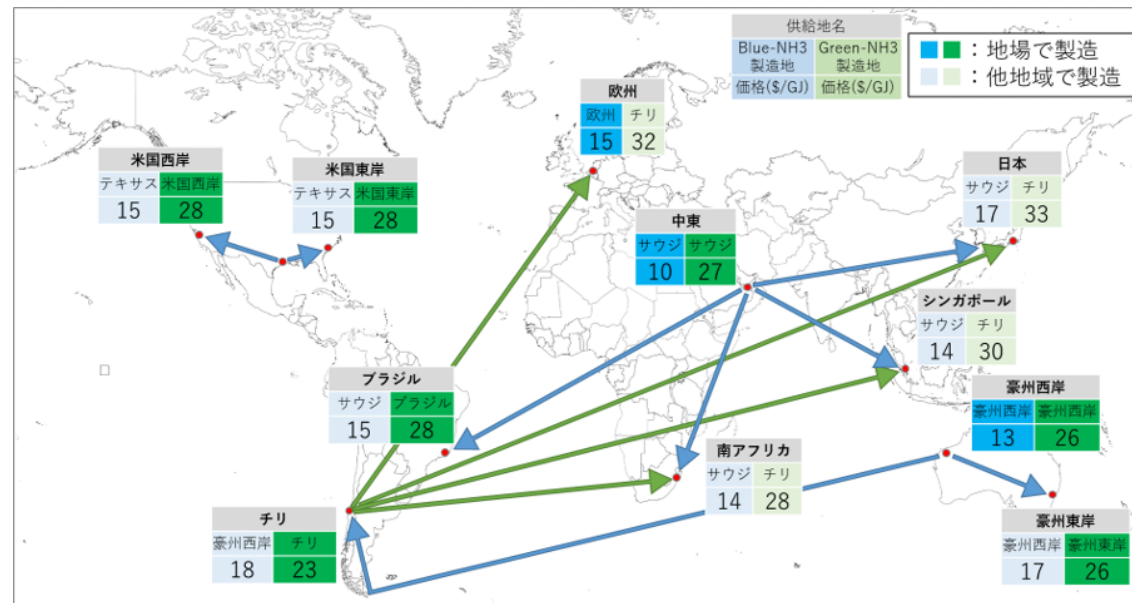 供給地名
Blue-NH3 Green-NH3
製造地 製造地
価格($/GJ) 価格($/GJ)
：地場で製造
：他地域で製造
欧州
欧州 チリ
15 32
米国西岸
テキサス 米国西岸
15 28
米国東岸
テキサス 米国東岸
15 28
日本
サウジ チリ
17 33
中東
サウジ サウジ
10 27
シンガポール
サウジ チリ
14 30
ブラジル
サウジ ブラジル
15 28
豪州西岸
豪州西岸 豪州西岸
13 26
南アフリカ
サウジ チリ
14 28
チリ
豪州西岸 チリ
18 23
豪州東岸
豪州西岸 豪州東岸
17 26